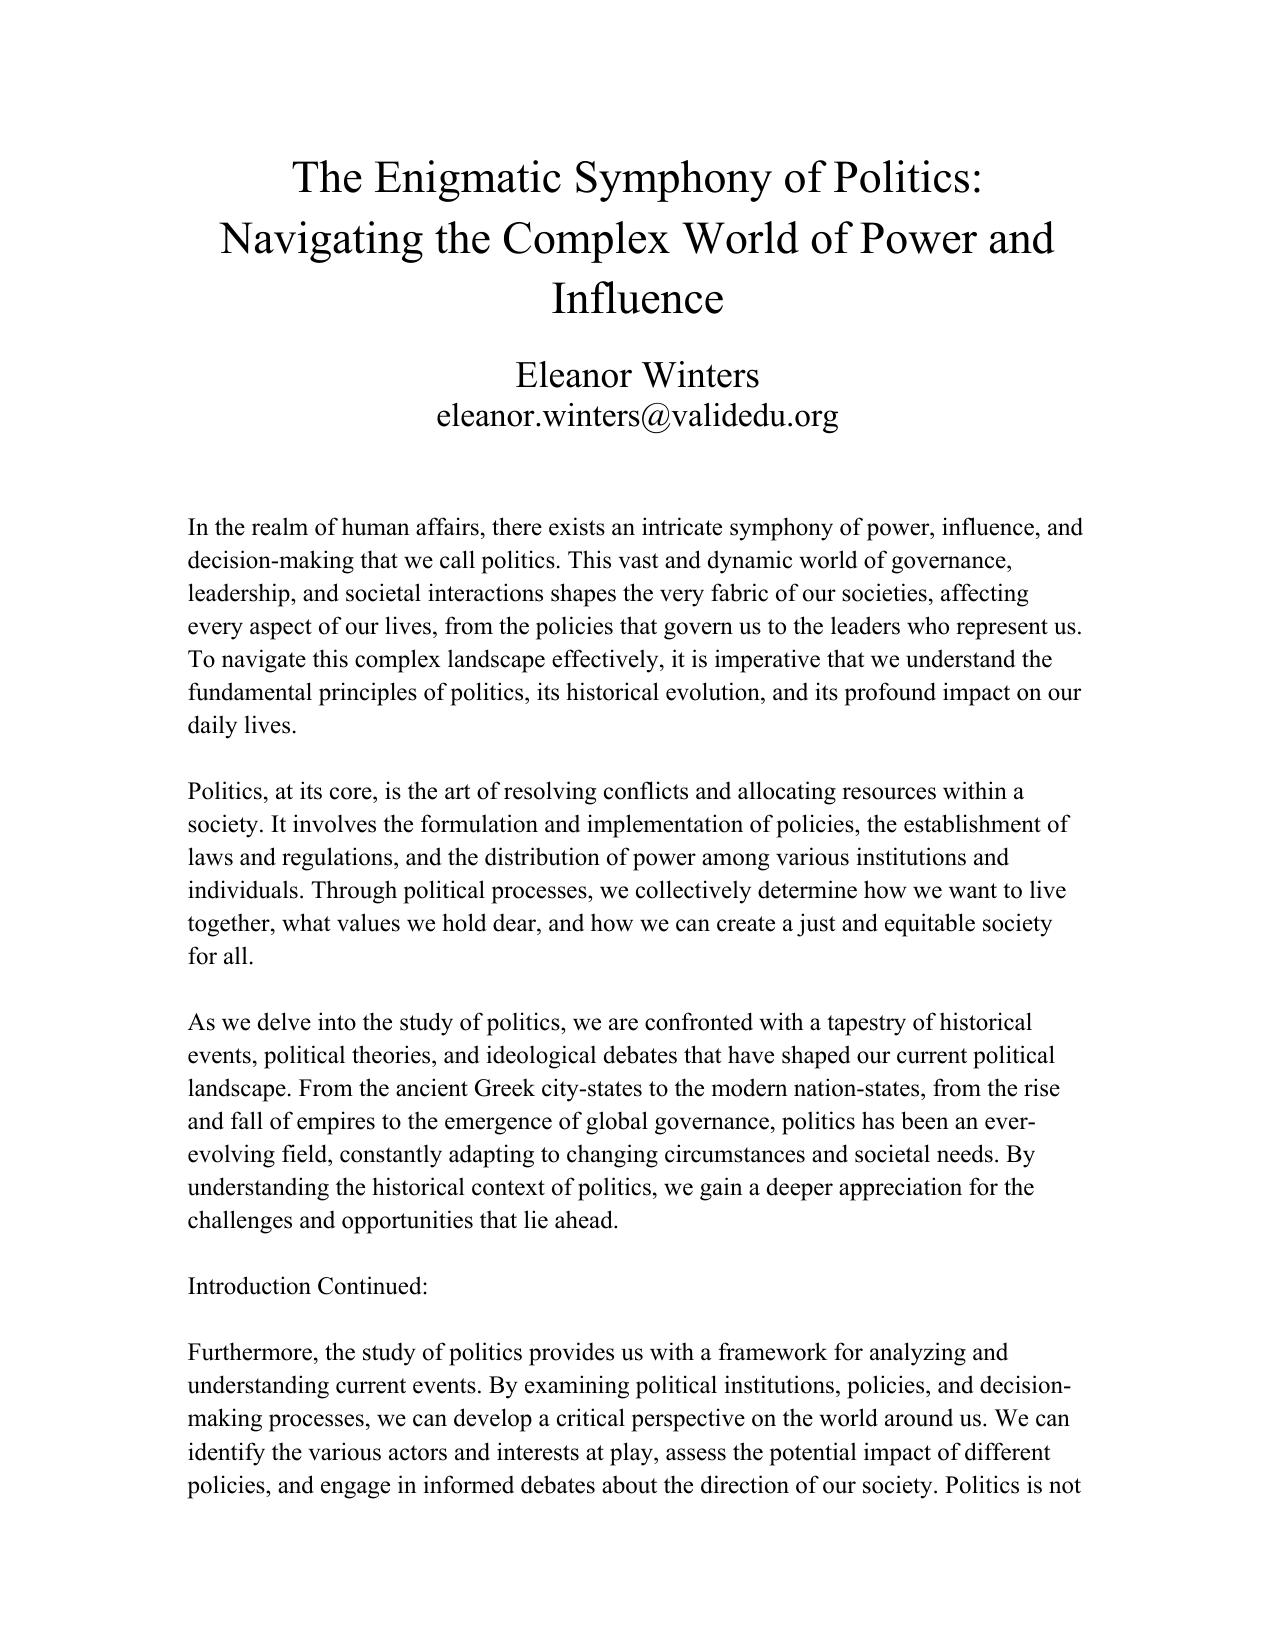 The Enigmatic Symphony of Politics:
Navigating the Complex World of Power and
Influence
Eleanor Winters
eleanor.winters@validedu.org
In the realm of human affairs, there exists an intricate symphony of power, influence, and
decision-making that we call politics. This vast and dynamic world of governance,
leadership, and societal interactions shapes the very fabric of our societies, affecting
every aspect of our lives, from the policies that govern us to the leaders who represent us.
To navigate this complex landscape effectively, it is imperative that we understand the
fundamental principles of politics, its historical evolution, and its profound impact on our
daily lives.
Politics, at its core, is the art of resolving conflicts and allocating resources within a
society. It involves the formulation and implementation of policies, the establishment of
laws and regulations, and the distribution of power among various institutions and
individuals. Through political processes, we collectively determine how we want to live
together, what values we hold dear, and how we can create a just and equitable society
for all.
As we delve into the study of politics, we are confronted with a tapestry of historical
events, political theories, and ideological debates that have shaped our current political
landscape. From the ancient Greek city-states to the modern nation-states, from the rise
and fall of empires to the emergence of global governance, politics has been an ever-
evolving field, constantly adapting to changing circumstances and societal needs. By
understanding the historical context of politics, we gain a deeper appreciation for the
challenges and opportunities that lie ahead.
Introduction Continued:
Furthermore, the study of politics provides us with a framework for analyzing and
understanding current events. By examining political institutions, policies, and decision-
making processes, we can develop a critical perspective on the world around us. We can
identify the various actors and interests at play, assess the potential impact of different
policies, and engage in informed debates about the direction of our society. Politics is not